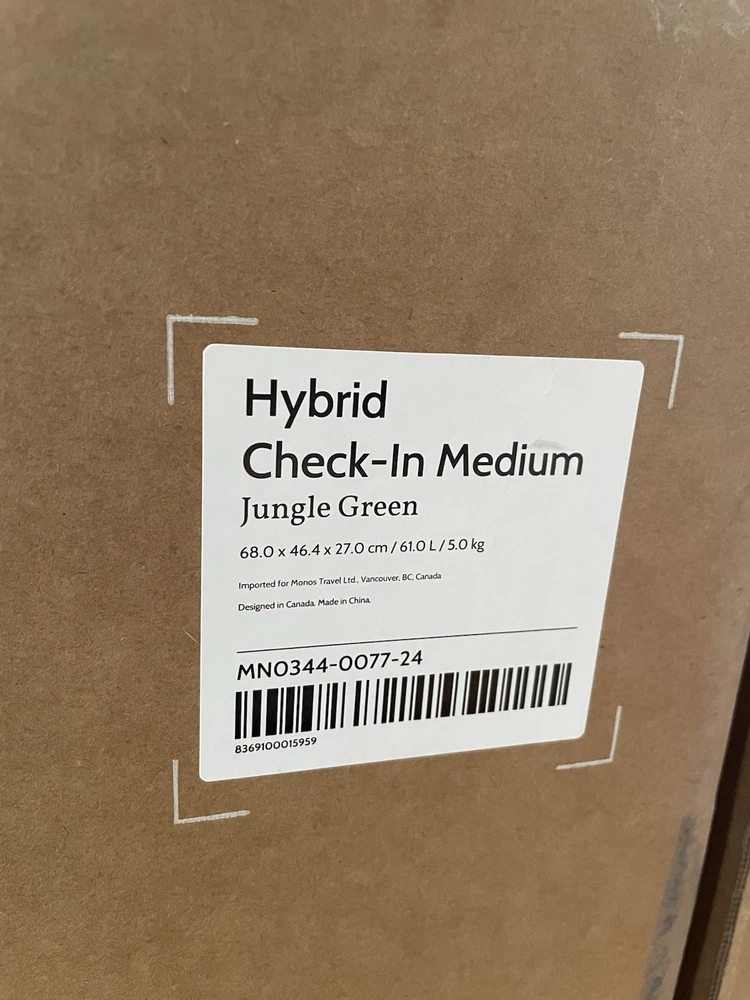 Hybrid
Check-In Medium
Jungle Green
68.0 x 46.4 x 27.0 cm / 61.0 L / 5.0 kg
Imported for Monos Travel Ltd., Vancouver, BC, Canada
Designed in Canada. Made in China.
MN0344-0077-24
8369100015959